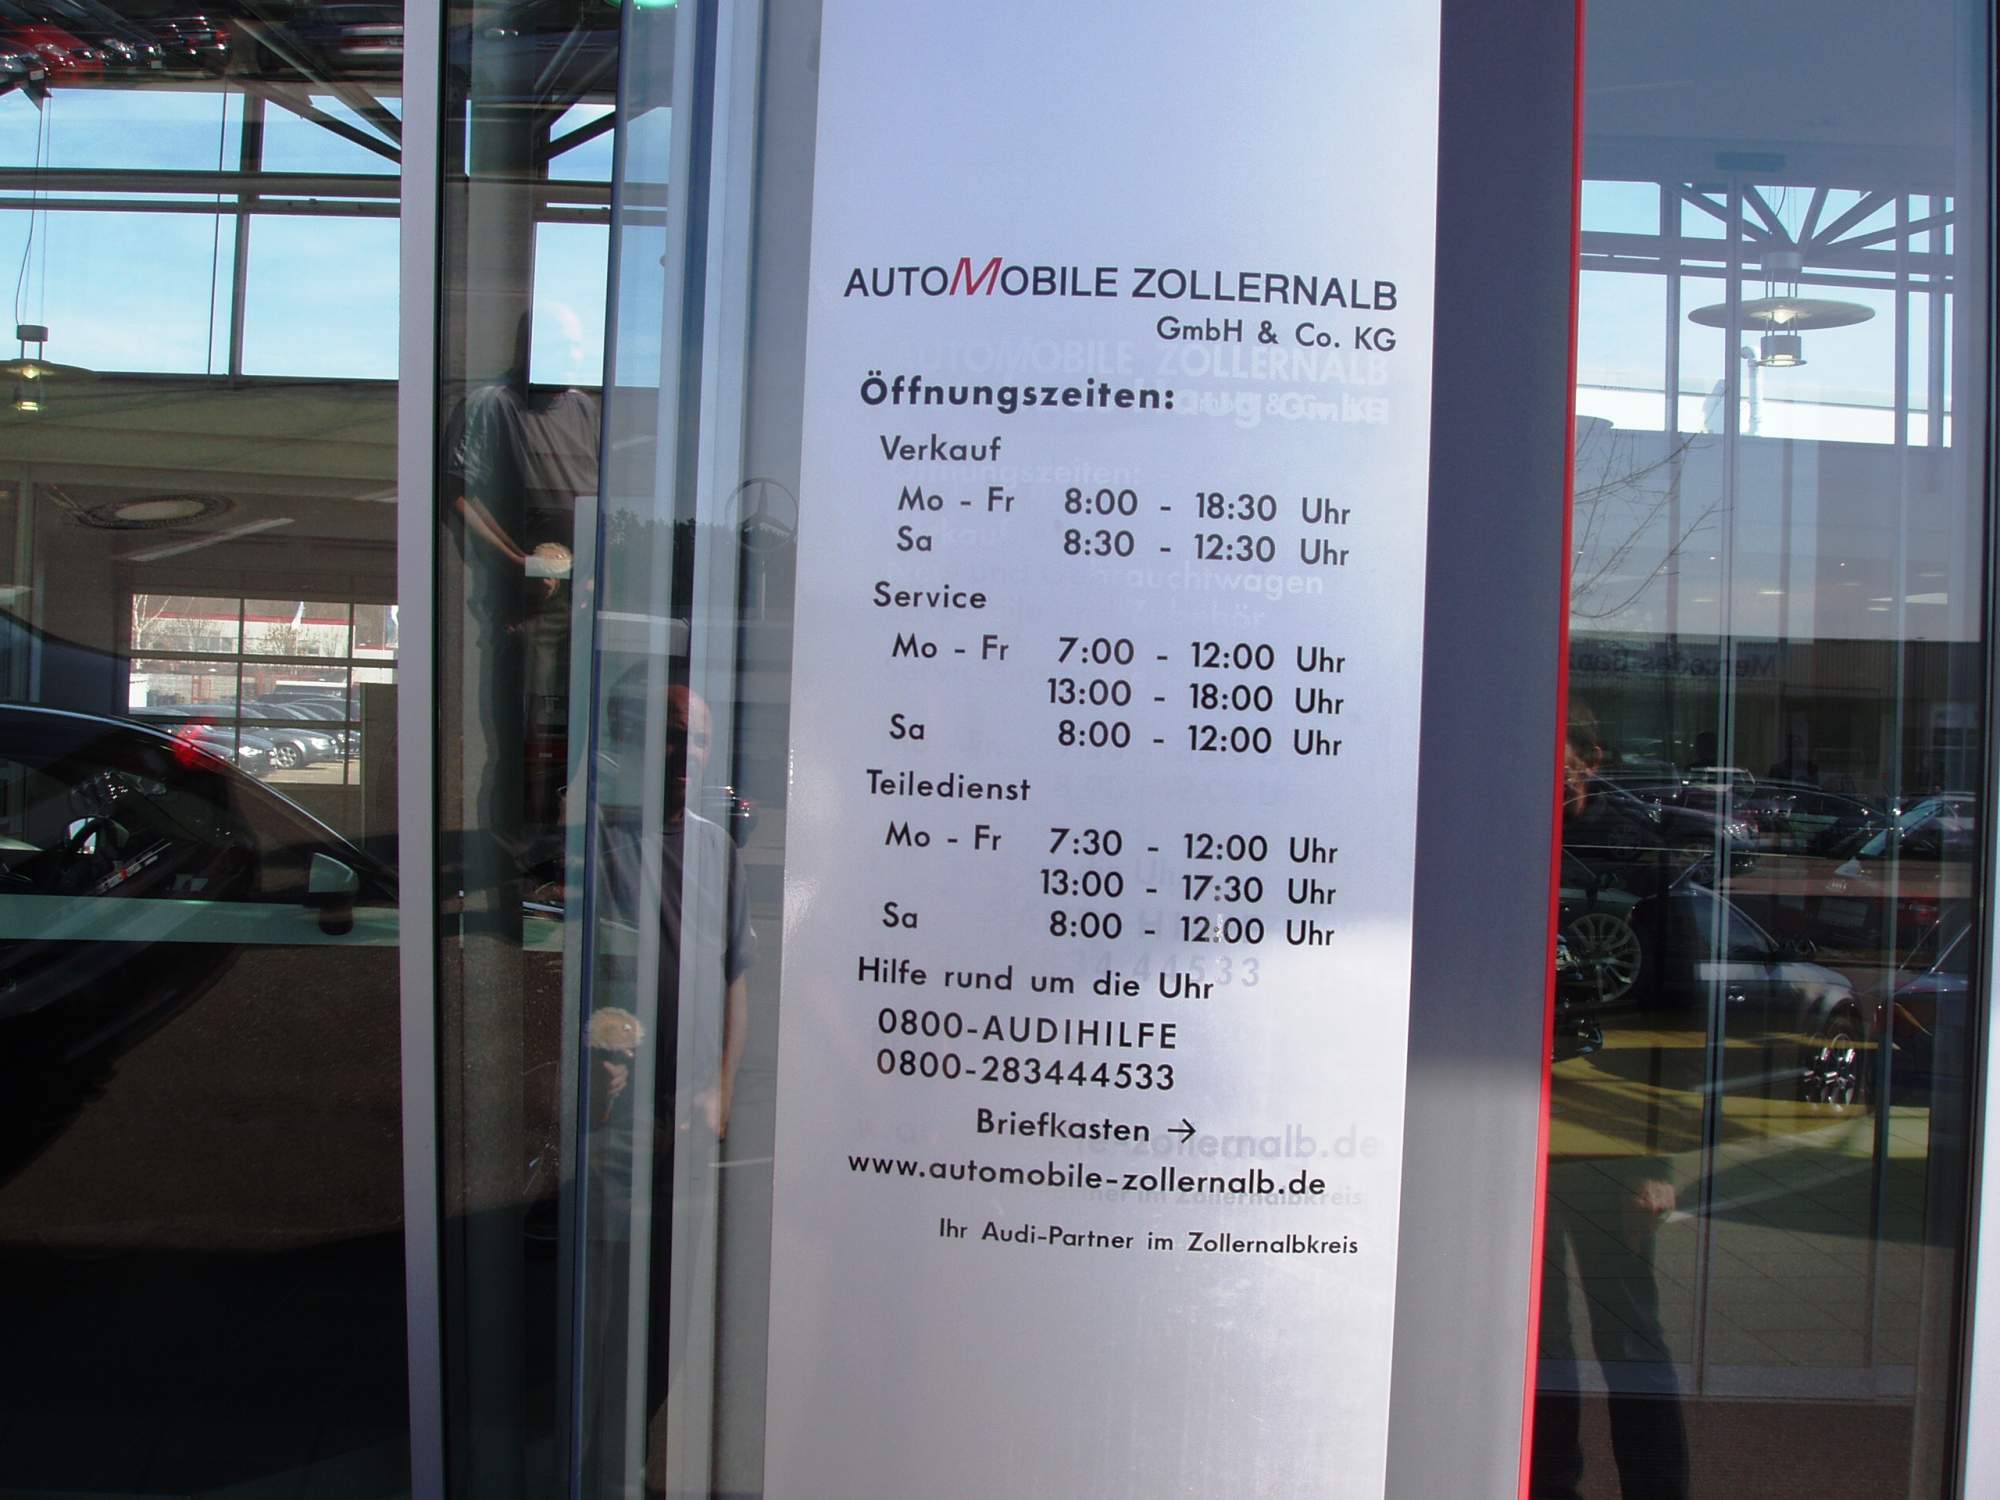 AUTOMOBILE ZOLLERNALB
GmbH & Co. KG
Öffnungszeiten:
Verkauf
Mo - Fr 8:00 - 18:30 Uhr
Sa 8:30 - 12:30 Uhr
Service
Mo - Fr 7:00 - 12:00 Uhr
13:00 - 18:00 Uhr
Sa 8:00 - 12:00 Uhr
Teiledienst
Mo - Fr 7:30 - 12:00 Uhr
13:00 - 17:30 Uhr
Sa 8:00 - 12:00 Uhr
Hilfe rund um die Uhr
0800-AUDIHILFE
0800-283444533
Briefkasten →
www.automobile-zollernalb.de
Ihr Audi-Partner im Zollernalbkreis